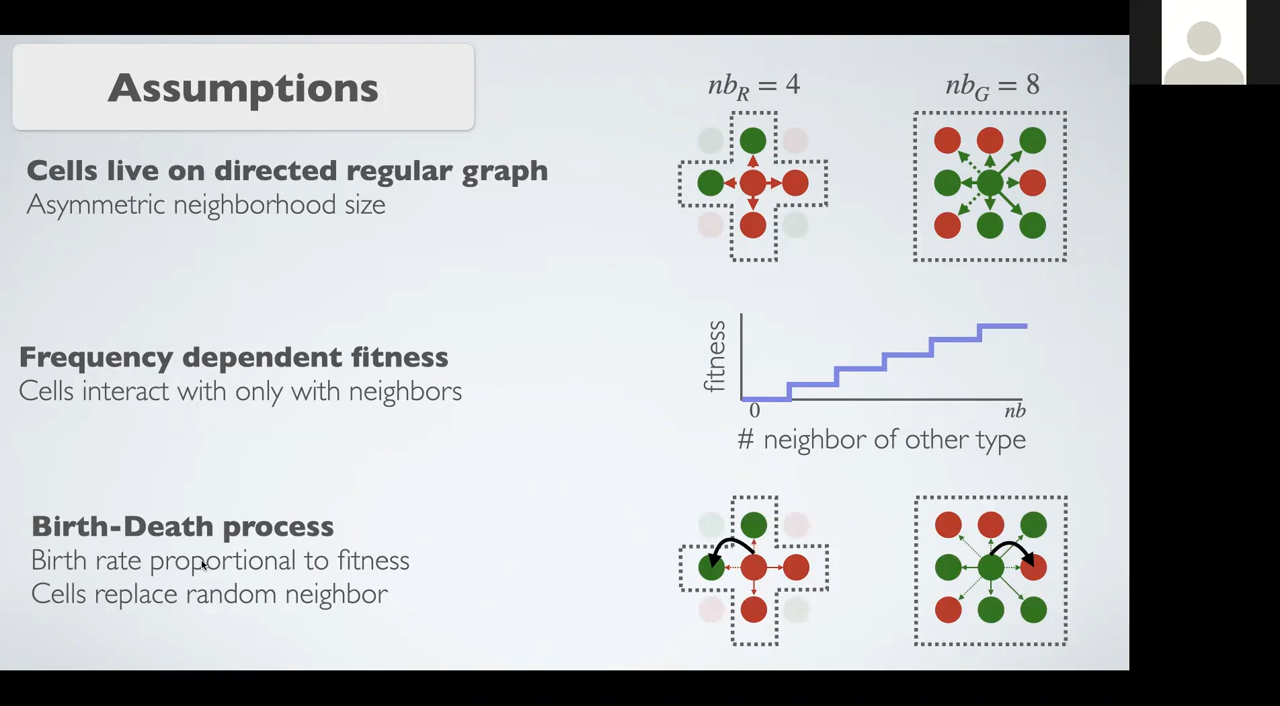 Assumptions
Cells live on directed regular graph
Asymmetric neighborhood size
nb_R = 4
nb_G = 8
Frequency dependent fitness
Cells interact with only with neighbors
fitness
0
nb
# neighbor of other type
Birth-Death process
Birth rate proportional to fitness
Cells replace random neighbor